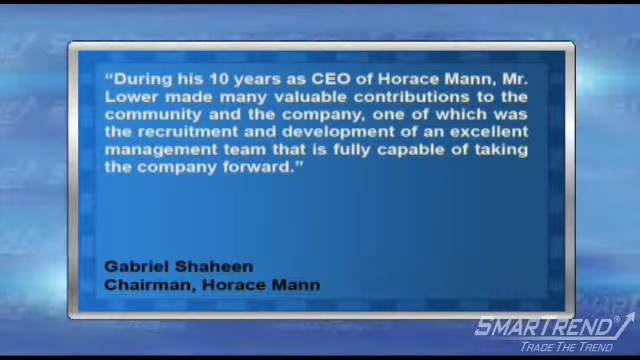 “During his 10 years as CEO of Horace Mann, Mr.
Lower made many valuable contributions to the
community and the company, one of which was
the recruitment and development of an excellent
management team that is fully capable of taking
the company forward.”
Gabriel Shaheen
Chairman, Horace Mann
SMARTREND®
TRADE THE TREND